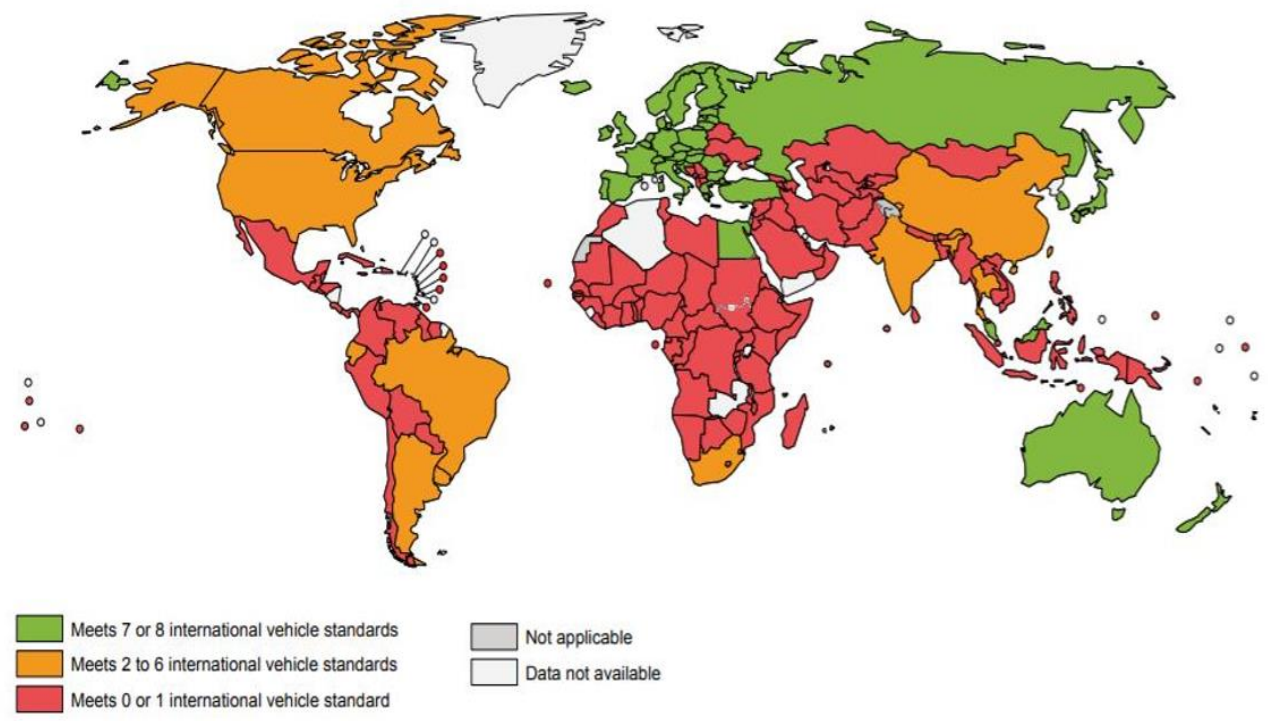 Meets 7 or 8 international vehicle standards
Meets 2 to 6 international vehicle standards
Meets 0 or 1 international vehicle standard
Not applicable
Data not available